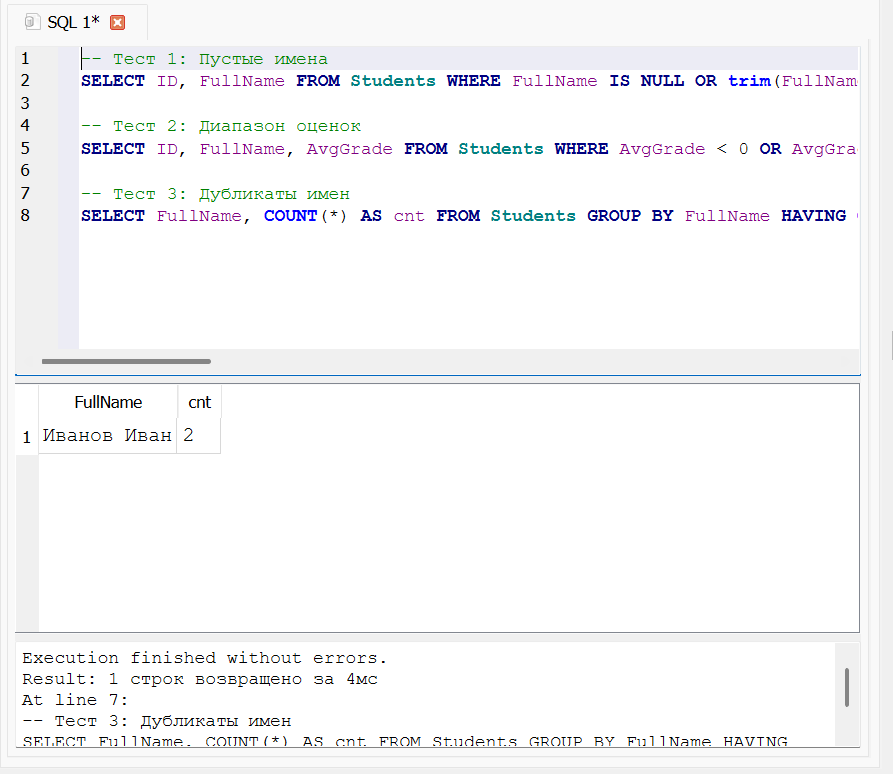 SQL 1*
1 -- Тест 1: Пустые имена
2 SELECT ID, FullName FROM Students WHERE FullName IS NULL OR trim(FullNam
3
4 -- Тест 2: Диапазон оценок
5 SELECT ID, FullName, AvgGrade FROM Students WHERE AvgGrade < 0 OR AvgGra
6
7 -- Тест 3: Дубликаты имен
8 SELECT FullName, COUNT(*) AS cnt FROM Students GROUP BY FullName HAVING
FullName cnt
1 Иванов Иван 2
Execution finished without errors.
Result: 1 строк возвращено за 4мс
At line 7:
-- Тест 3: Дубликаты имен
SELECT FullName, COUNT(*) AS cnt FROM Students GROUP BY FullName HAVING